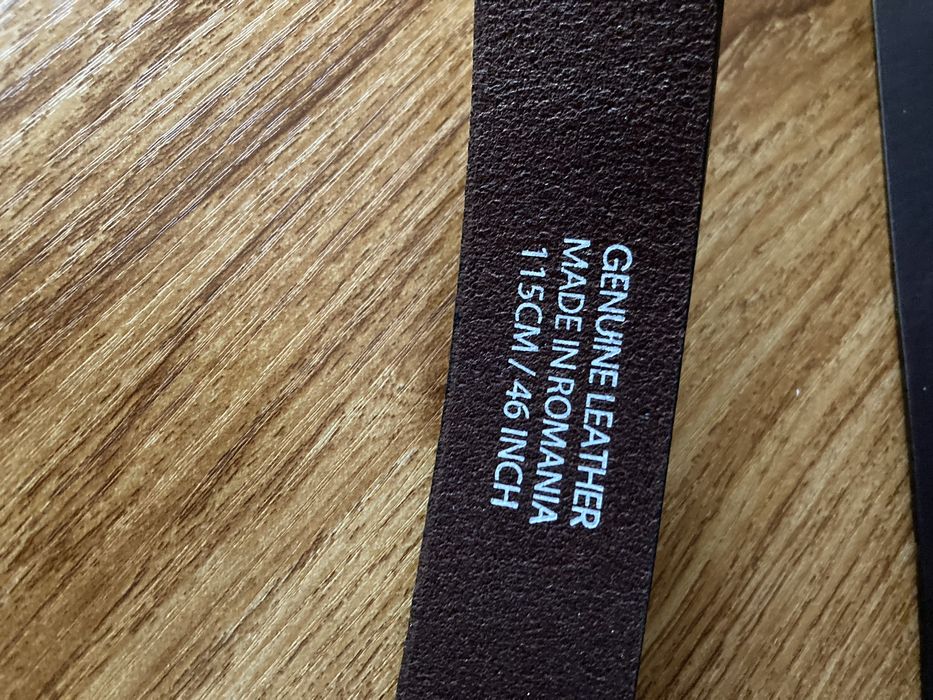 GENUINE LEATHER
MADE IN ROMANIA
115CM / 46 INCH